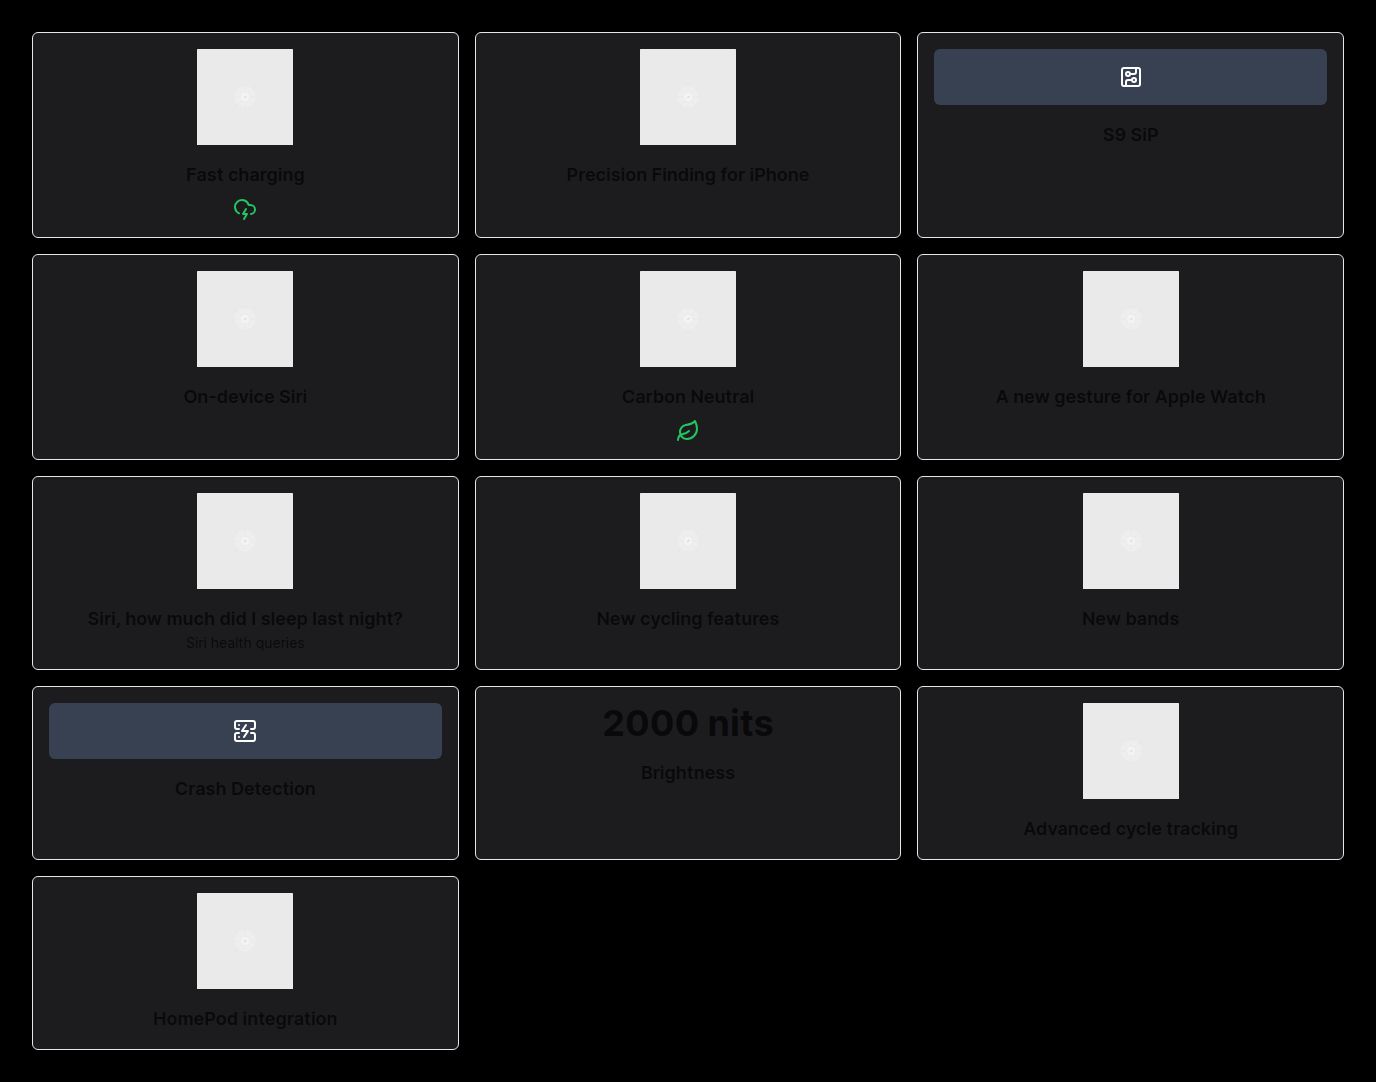 Fast charging
Precision Finding for iPhone
S9 SiP
On-device Siri
Carbon Neutral
A new gesture for Apple Watch
Siri, how much did I sleep last night?
Siri health queries
New cycling features
New bands
Crash Detection
2000 nits
Brightness
Advanced cycle tracking
HomePod integration